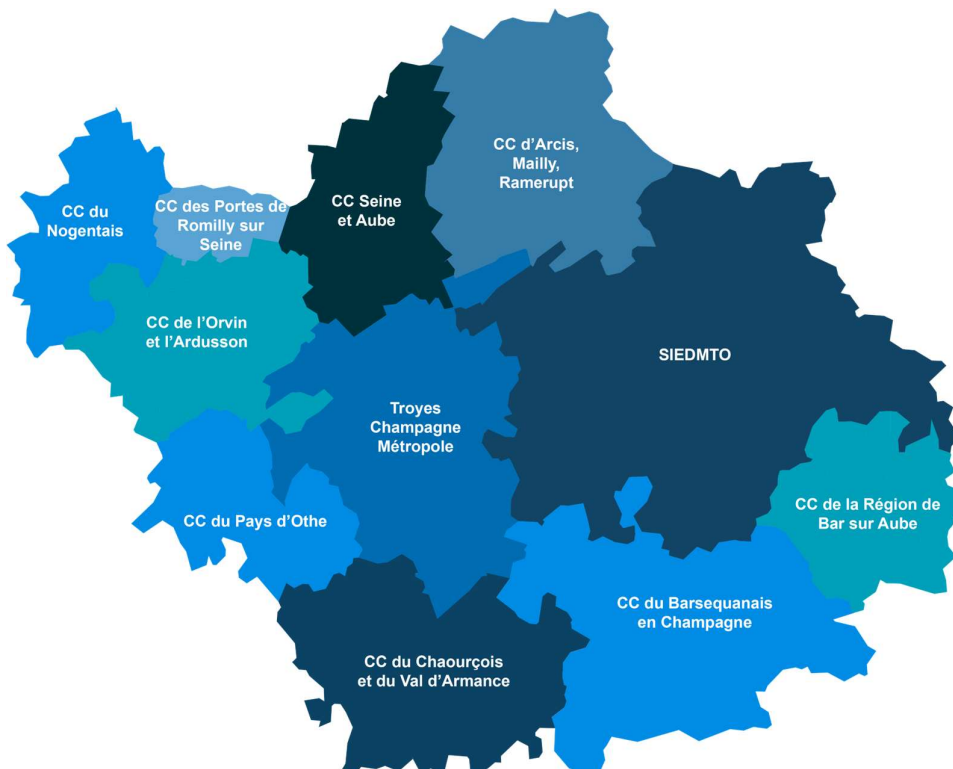 CC d'Arcis,
Mailly,
Ramerupt
CC Seine
et Aube
CC des Portes de
Romilly sur
Seine
CC du
Nogentais
CC de l'Orvin
et l'Ardusson
SIEDMTO
Troyes
Champagne
Métropole
CC de la Région de
Bar sur Aube
CC du Pays d'Othe
CC du Barsequanais
en Champagne
CC du Chaourçois
et du Val d'Armance